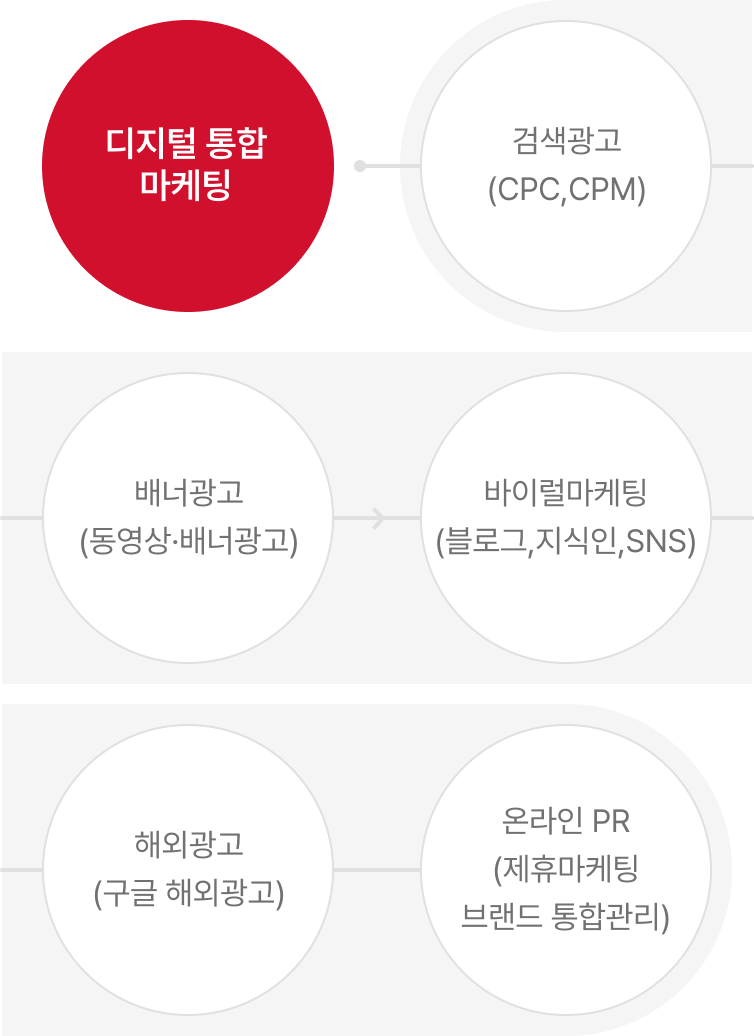 디지털 통합
마케팅
검색광고
(CPC,CPM)
배너광고
(동영상·배너광고)
바이럴마케팅
(블로그,지식인,SNS)
해외광고
(구글 해외광고)
온라인 PR
(제휴마케팅
브랜드 통합관리)